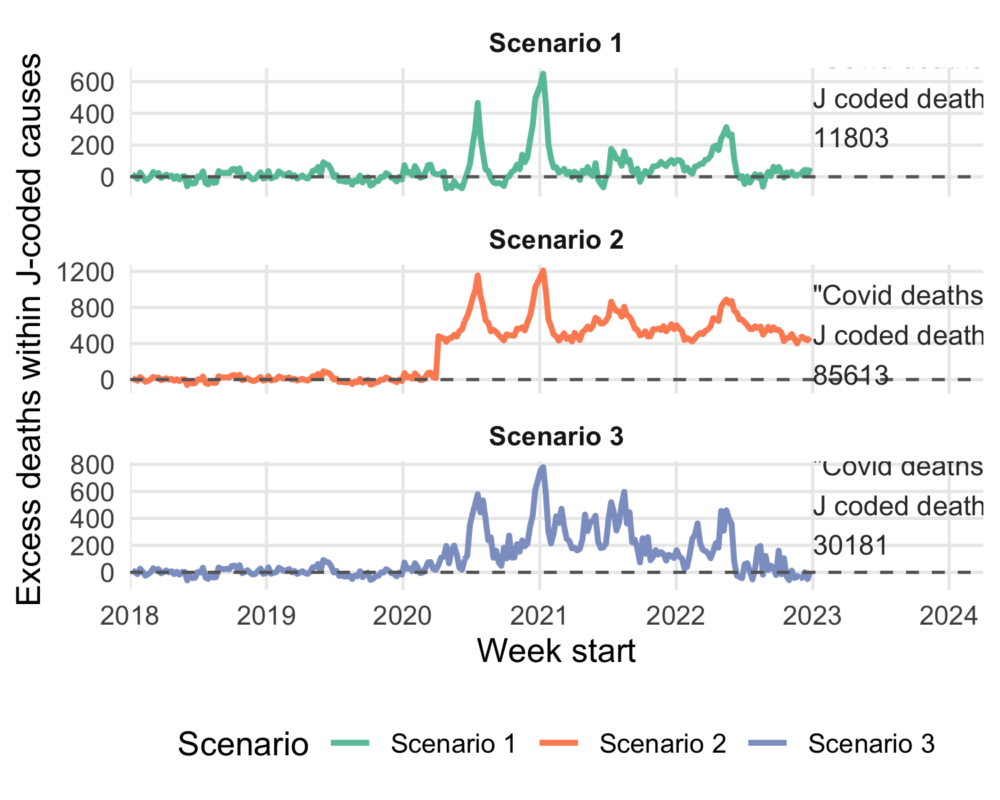 Scenario 1
Excess deaths within J-coded causes
600
400
200
0
J coded death
11803
Scenario 2
1200
800
400
0
"Covid deaths
J coded death
85613
Scenario 3
800
600
400
200
0
"Covid deaths
J coded death
30181
2018 2019 2020 2021 2022 2023 2024
Week start
Scenario Scenario 1 Scenario 2 Scenario 3